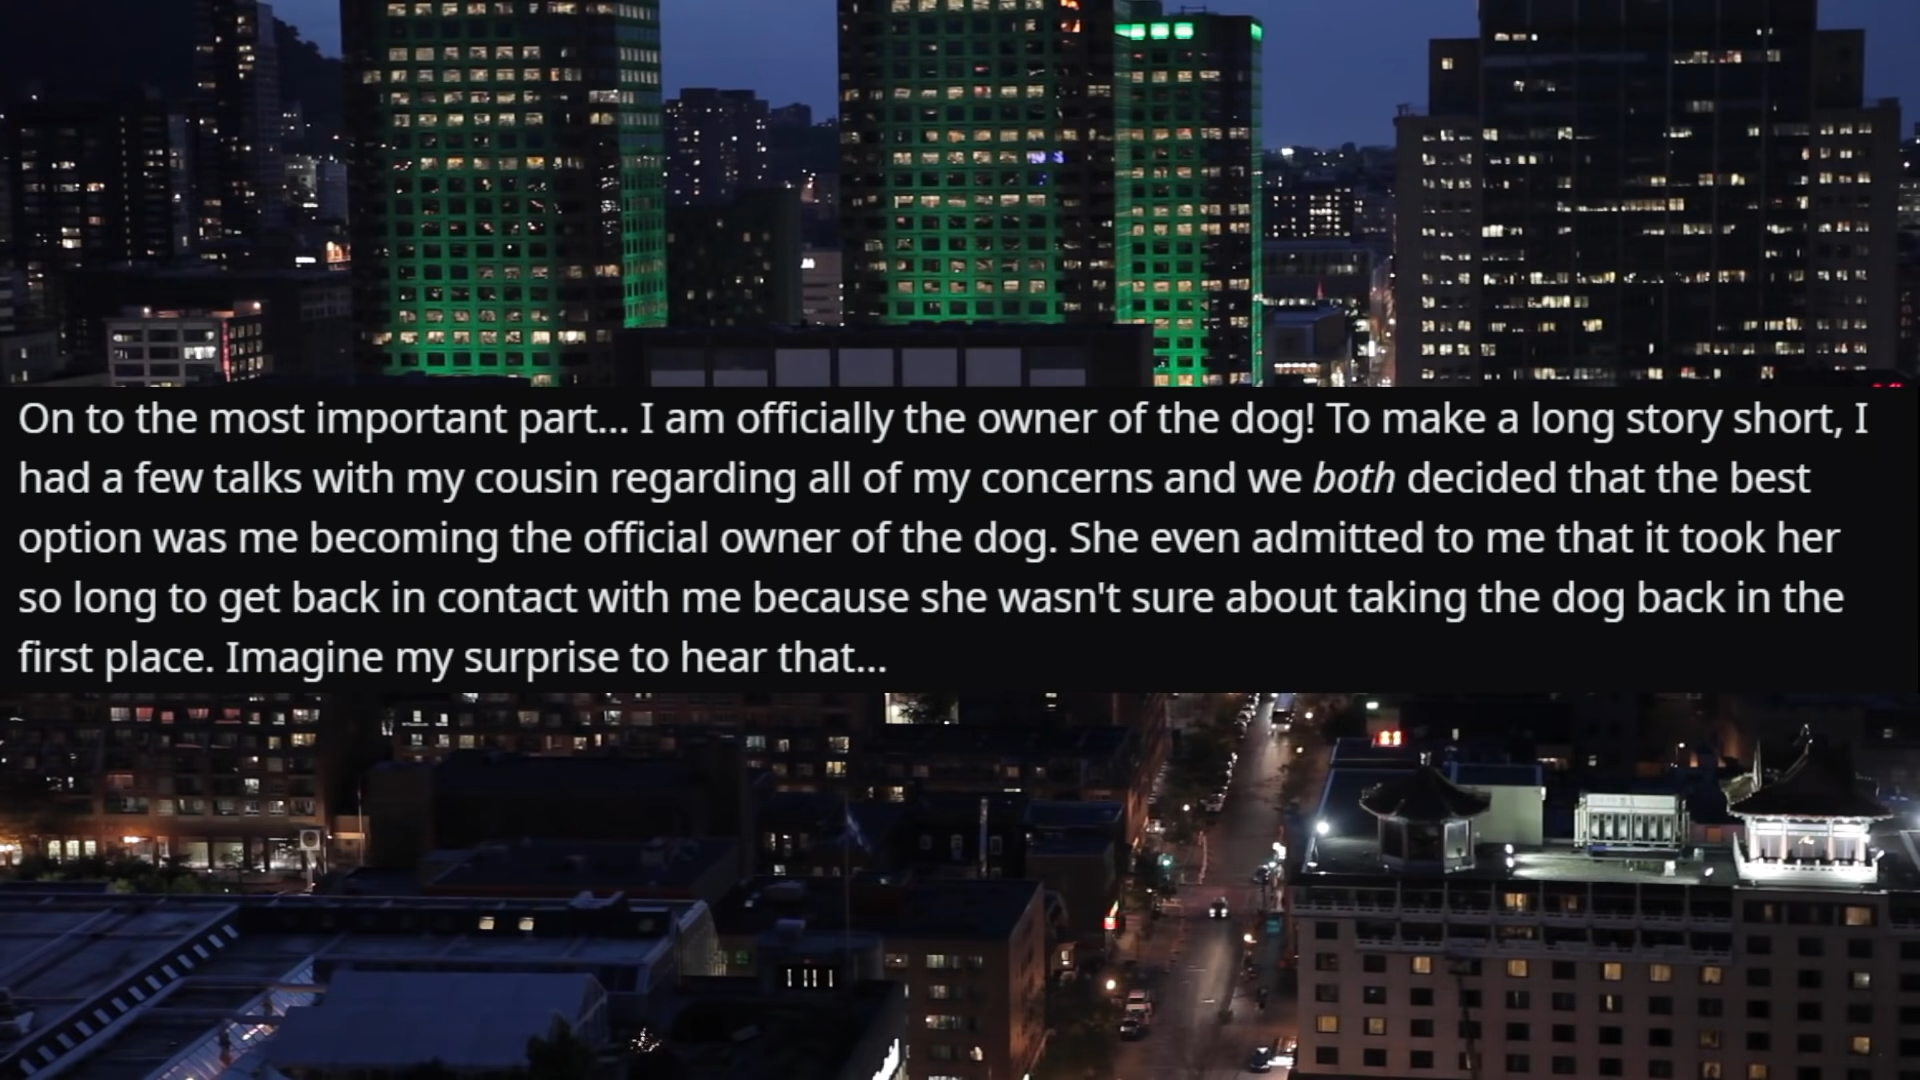 On to the most important part... I am officially the owner of the dog! To make a long story short, I
had a few talks with my cousin regarding all of my concerns and we both decided that the best
option was me becoming the official owner of the dog. She even admitted to me that it took her
so long to get back in contact with me because she wasn't sure about taking the dog back in the
first place. Imagine my surprise to hear that...